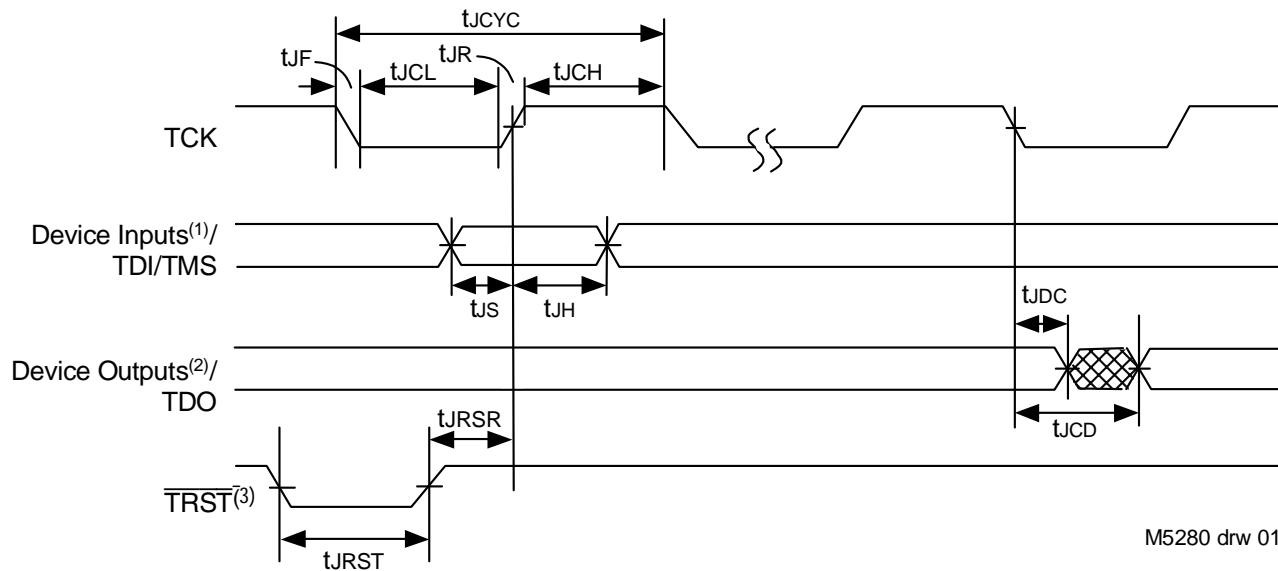 tJCYC
tJF
tJR
tJCL
tJCH
TCK
Device Inputs(1)/
TDI/TMS
tJS
tJH
tJDC
Device Outputs(2)/
TDO
tJRSR
tJCD
TRST(3)
tJRST
M5280 drw 01